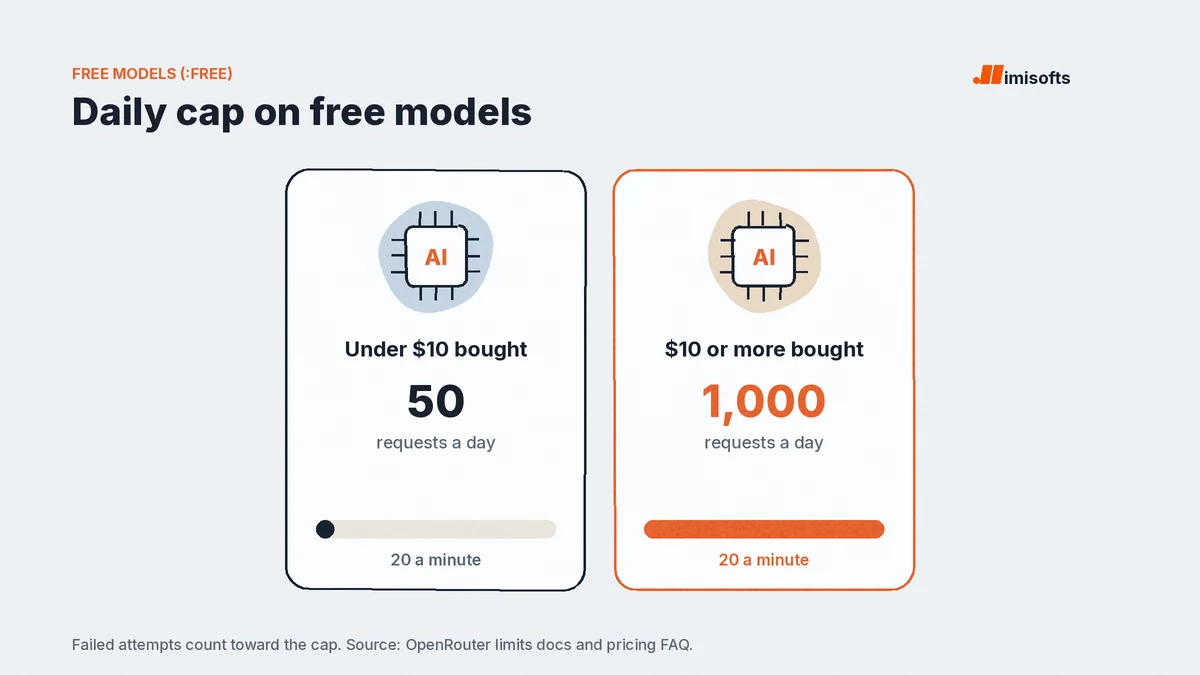 FREE MODELS (:FREE)
imisofts
Daily cap on free models
AI
AI
Under $10 bought
$10 or more bought
50
1,000
requests a day
requests a day
20 a minute
20 a minute
Failed attempts count toward the cap. Source: OpenRouter limits docs and pricing FAQ.